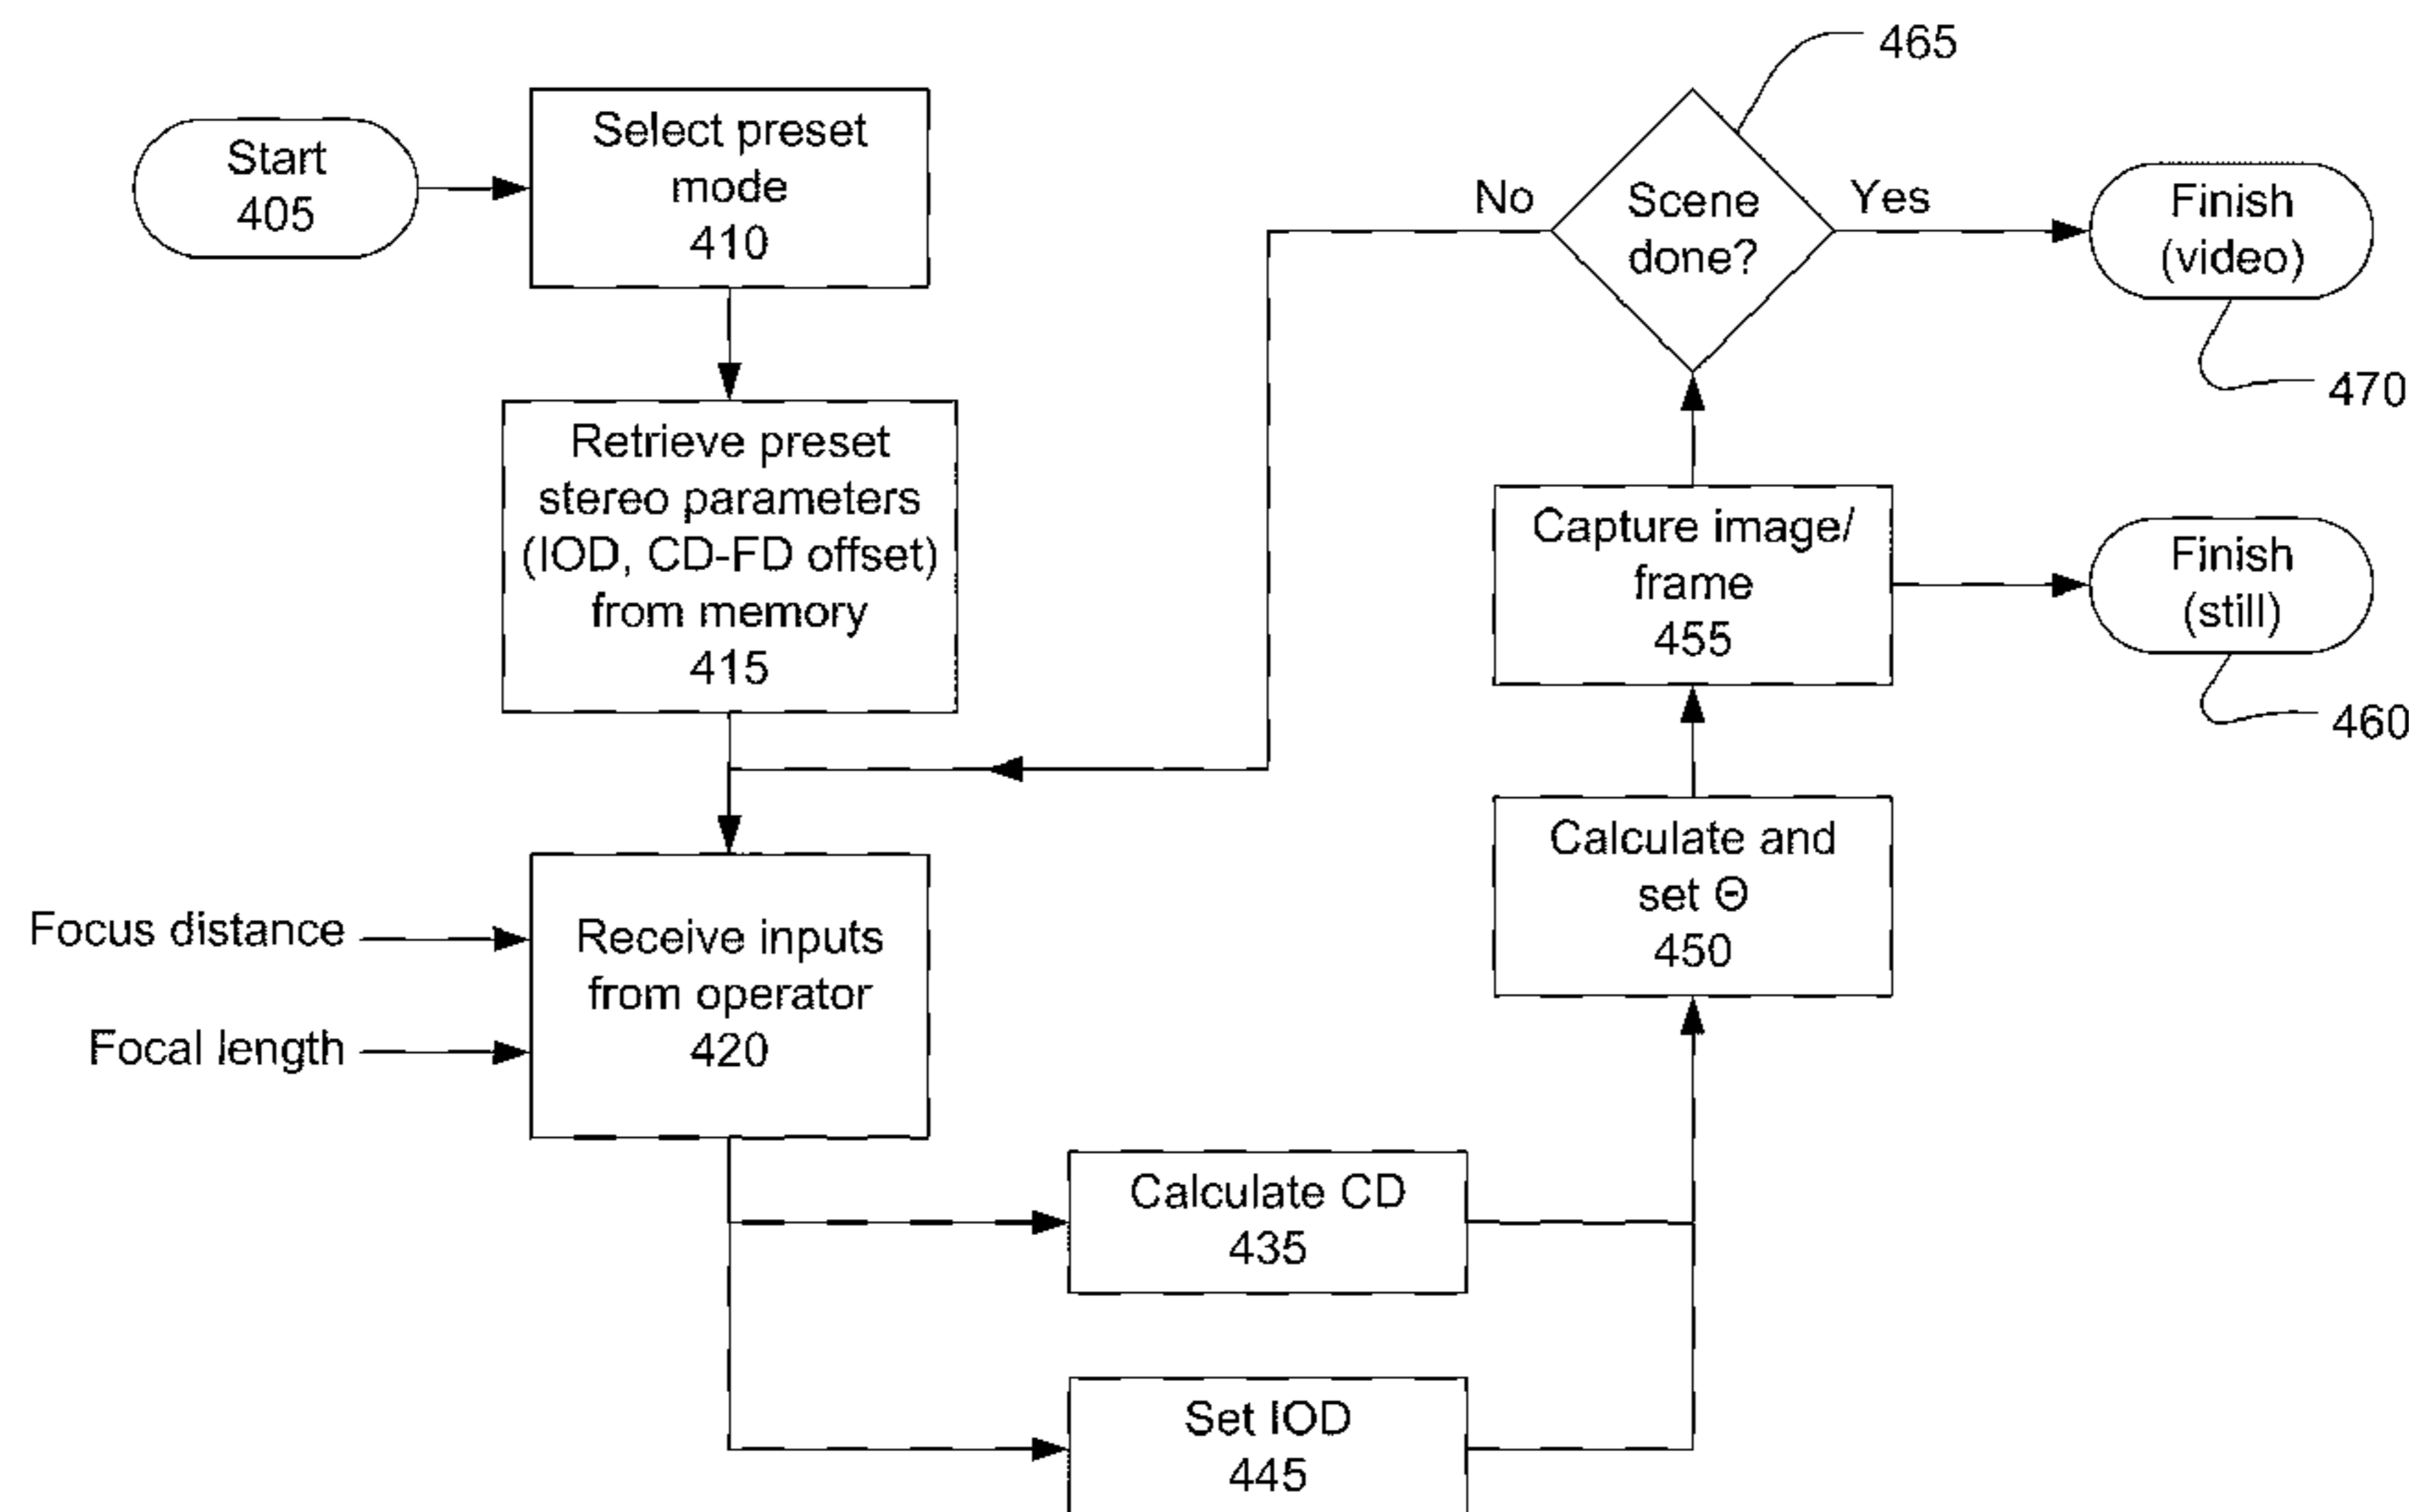 Start
405
Select preset
mode
410
Retrieve preset
stereo parameters
(IOD, CD-FD offset)
from memory
415
Focus distance
Focal length
Receive inputs
from operator
420
Calculate CD
435
Set IOD
445
Calculate and
set Θ
450
Capture image/
frame
455
Finish
(still)
460
Scene
done?
465
No
Yes
Finish
(video)
470